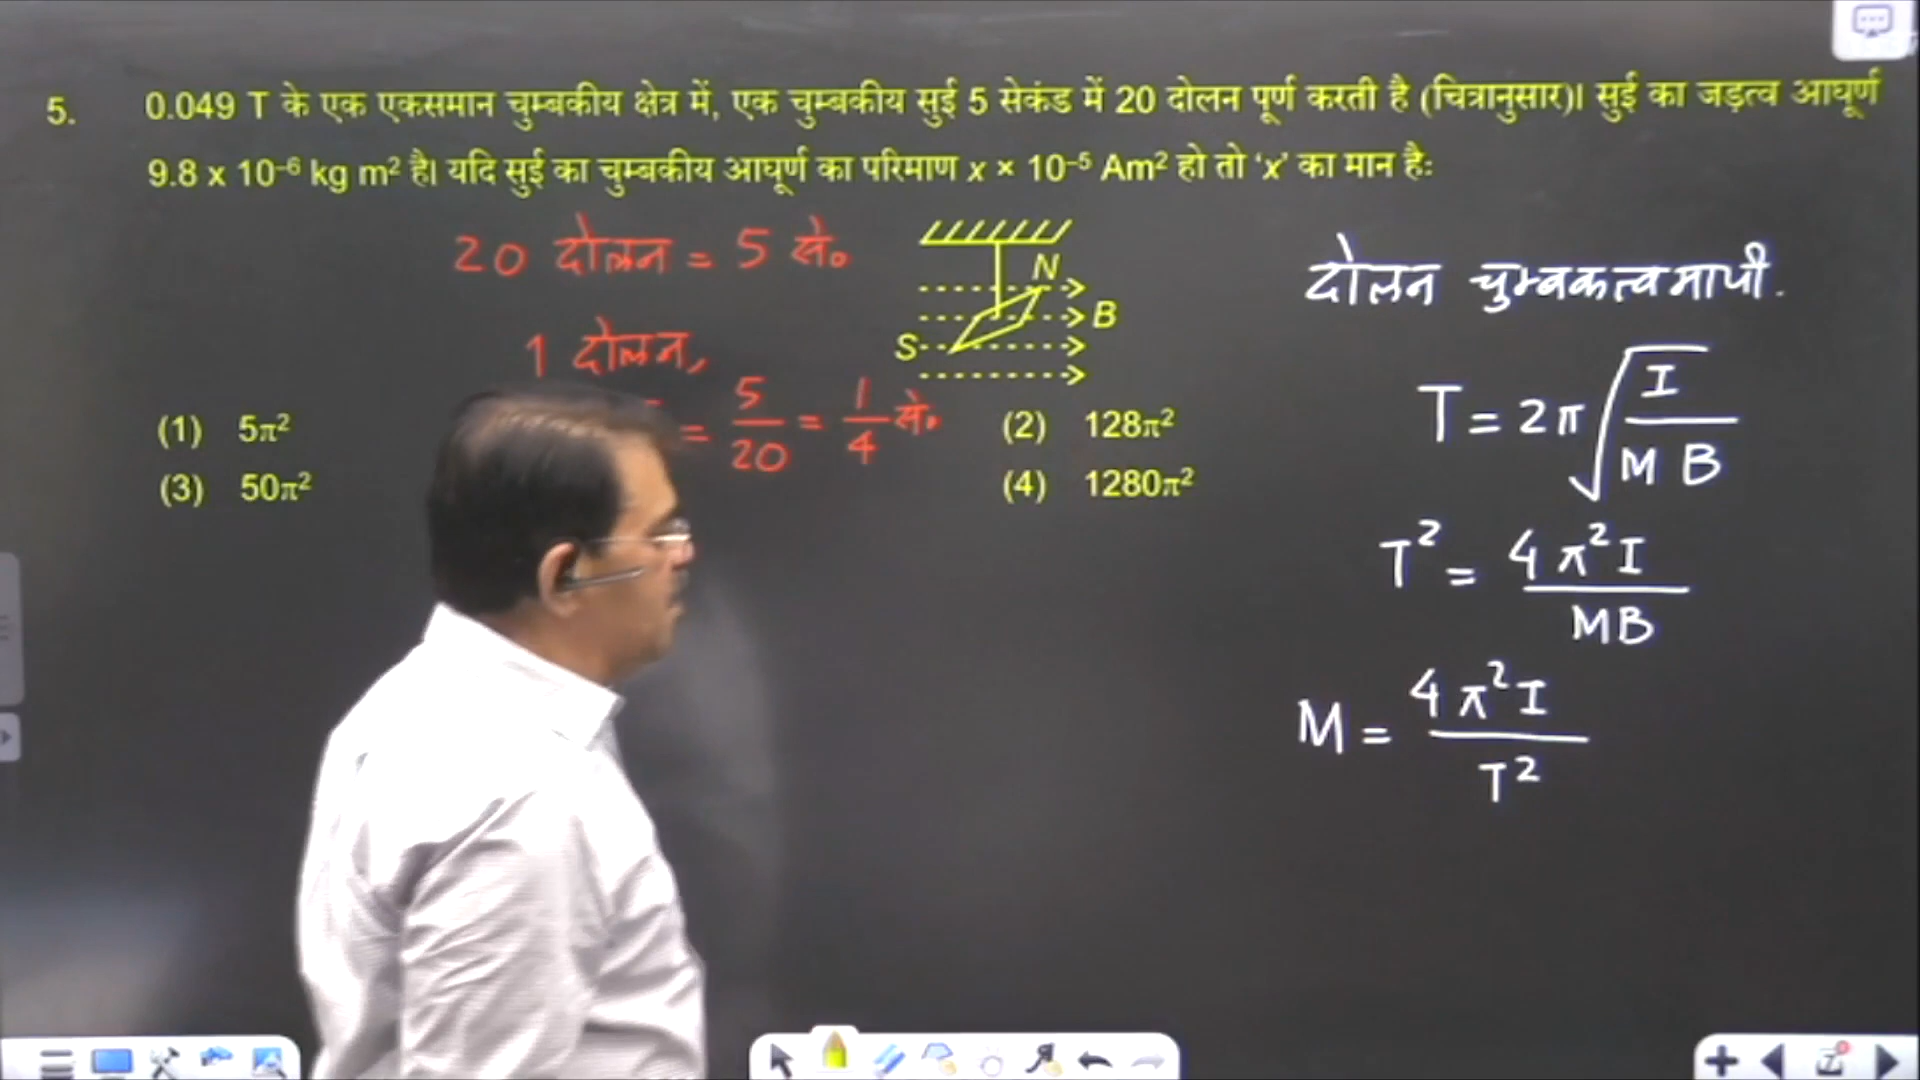 5. 0.049 T के एक एकसमान चुम्बकीय क्षेत्र में, एक चुम्बकीय सुई 5 सेकंड में 20 दोलन पूर्ण करती है (चित्रानुसार)। सुई का जड़त्व आघूर्ण
9.8 x 10⁻⁶ kg m² है। यदि सुई का चुम्बकीय आघूर्ण का परिमाण x × 10⁻⁵ Am² हो तो ‘x’ का मान है:
20 दोलन = 5 से॰
1 दोलन,
= 5/20 = 1/4 से॰
N
B
S
(1) 5π²
(2) 128π²
(3) 50π²
(4) 1280π²
दोलन चुम्बकत्वमापी.
T = 2π √(I / M B)
T² = 4π²I / MB
M = 4π²I / T²